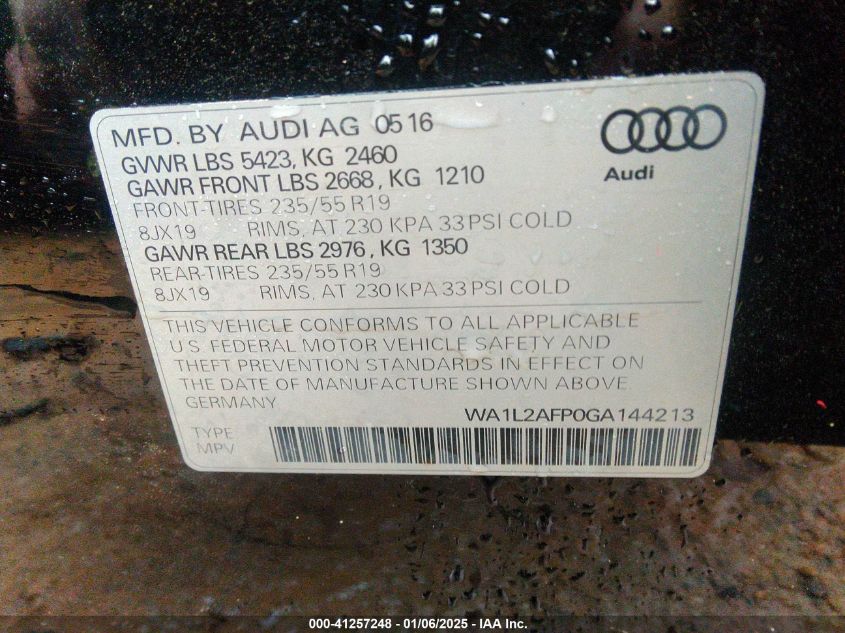 MFD. BY AUDI AG 05 16
GVWR LBS 5423, KG 2460
GAWR FRONT LBS 2668, KG 1210
FRONT-TIRES 235/55 R19
8JX19 RIMS, AT 230 KPA 33 PSI COLD
GAWR REAR LBS 2976, KG 1350
REAR-TIRES 235/55 R19
8JX19 RIMS, AT 230 KPA 33 PSI COLD
Audi
THIS VEHICLE CONFORMS TO ALL APPLICABLE
U.S. FEDERAL MOTOR VEHICLE SAFETY AND
THEFT PREVENTION STANDARDS IN EFFECT ON
THE DATE OF MANUFACTURE SHOWN ABOVE
GERMANY
WA1L2AFP0GA144213
TYPE
MPV
000-41257248 - 01/06/2025 - IAA Inc.